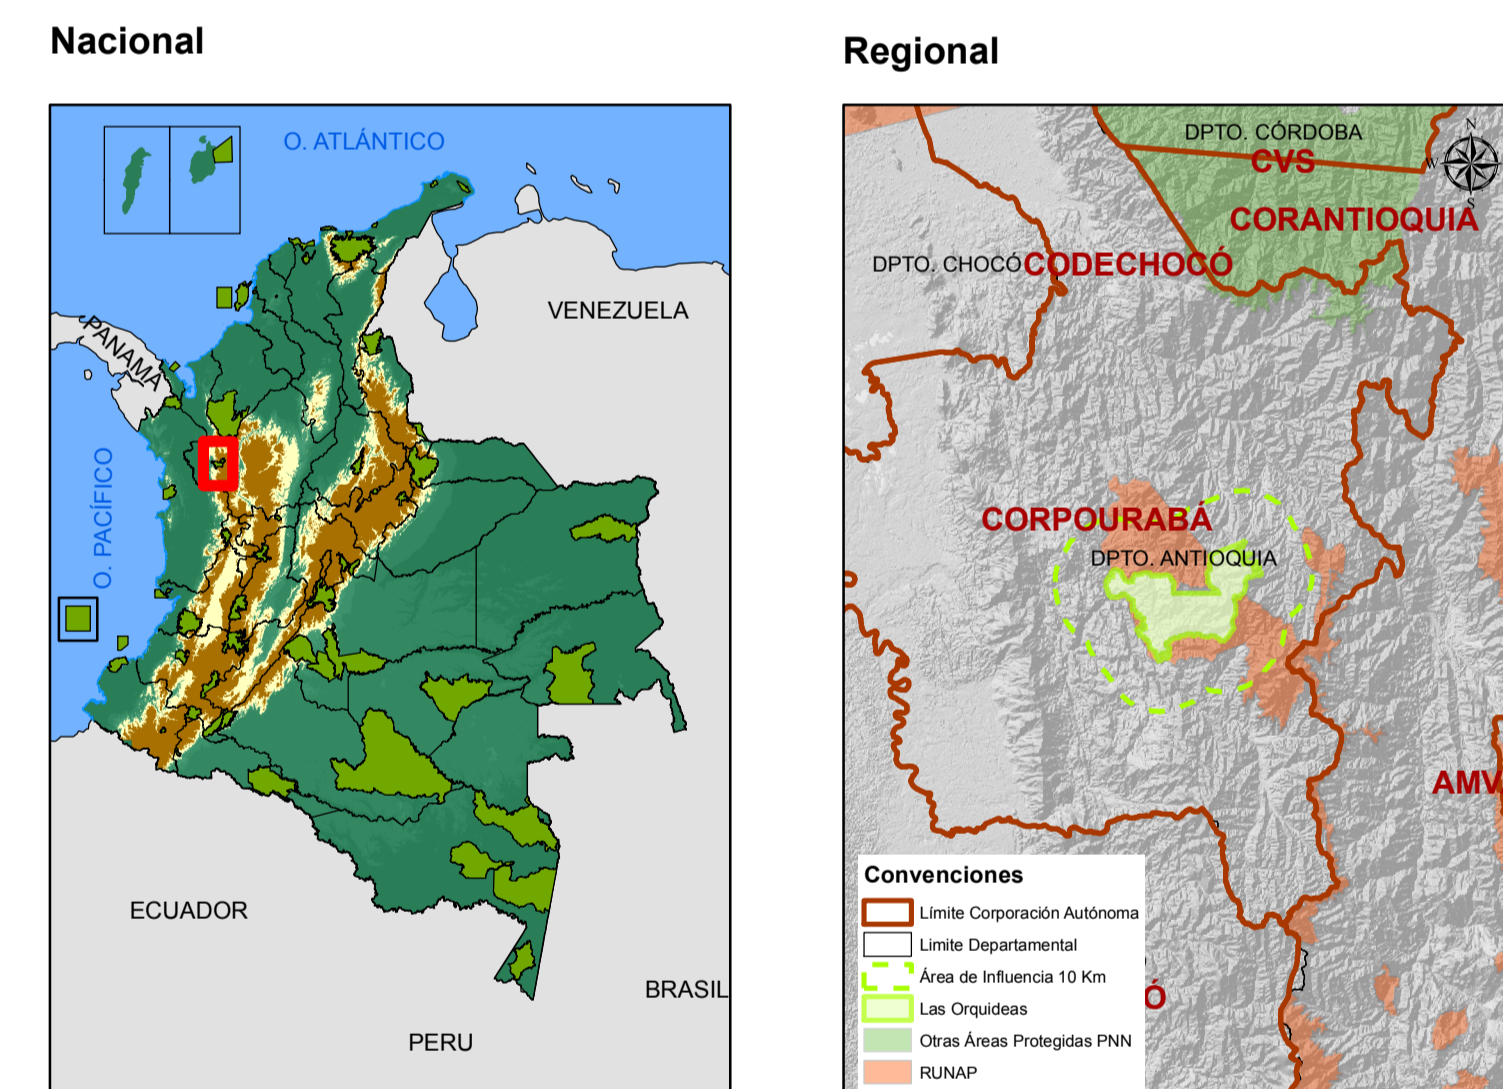 Nacional
Regional
O. ATLÁNTICO
VENEZUELA
PANAMÁ
O. PACÍFICO
ECUADOR
PERU
BRASIL
DPTO. CÓRDOBA
CVS
N
W
S
CORANTIOQUIA
DPTO. CHOCÓ
CODECHOCÓ
CORPOURABÁ
DPTO. ANTIOQUIA
AMV
Convenciones
Límite Corporación Autónoma
Limite Departamental
Área de Influencia 10 Km
Las Orquideas
Otras Áreas Protegidas PNN
RUNAP
Ó